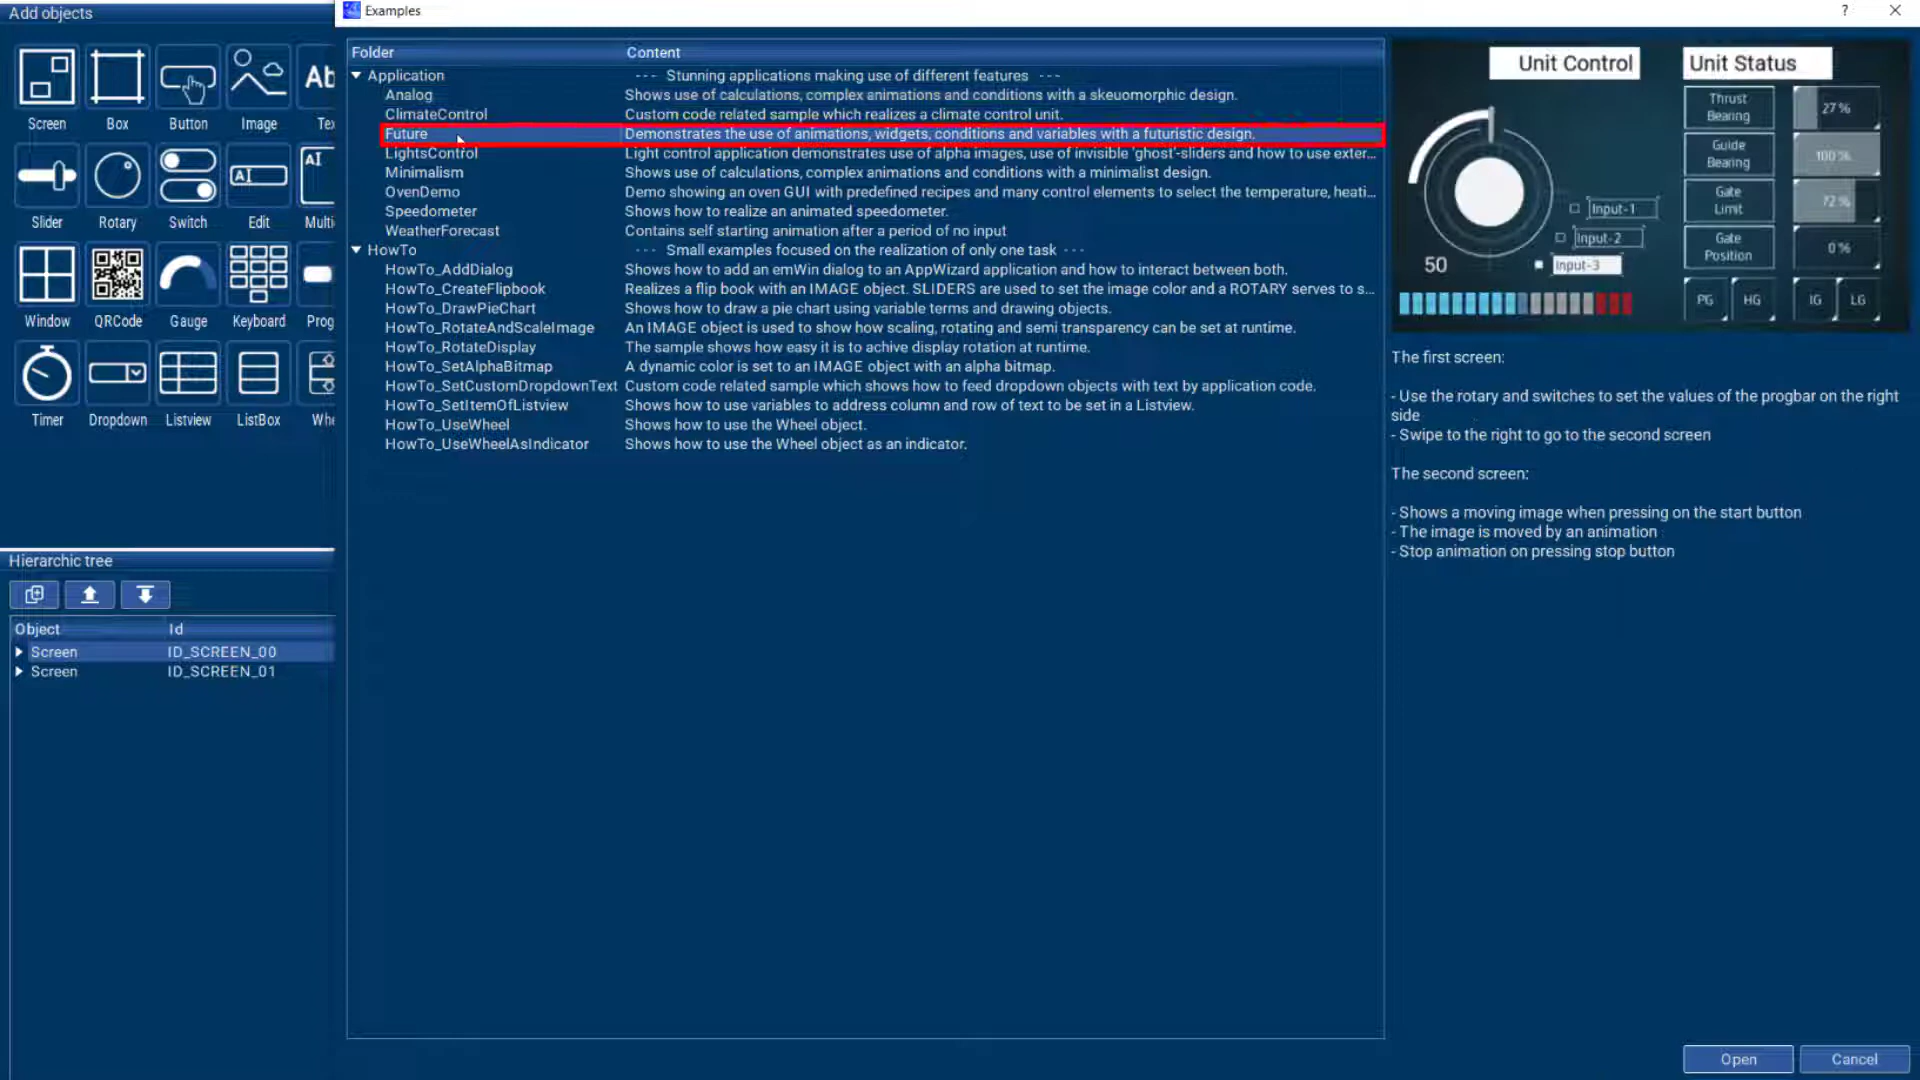 Add objects
Screen
Box
Button
Image
Slider
Rotary
Switch
Edit
Window
QRCode
Gauge
Keyboard
Prog
Timer
Dropdown
Listview
ListBox
Hierarchic tree
Object Id
Screen ID_SCREEN_00
Screen ID_SCREEN_01
Examples
?
Folder Content
Application --- Stunning applications making use of different features ---
Analog Shows use of calculations, complex animations and conditions with a skeuomorphic design.
ClimateControl Custom code related sample which realizes a climate control unit.
Future Demonstrates the use of animations, widgets, conditions and variables with a futuristic design.
LightsControl Light control application demonstrates use of alpha images, use of invisible 'ghost'-sliders and how to use exter...
Minimalism Shows use of calculations, complex animations and conditions with a minimalist design.
OvenDemo Demo showing an oven GUI with predefined recipes and many control elements to select the temperature, heati...
Speedometer Shows how to realize an animated speedometer.
WeatherForecast Contains self starting animation after a period of no input
HowTo --- Small examples focused on the realization of only one task ---
HowTo_AddDialog Shows how to add an emWin dialog to an AppWizard application and how to interact between both.
HowTo_CreateFlipbook Realizes a flip book with an IMAGE object. SLIDERS are used to set the image color and a ROTARY serves to s...
HowTo_DrawPieChart Shows how to draw a pie chart using variable terms and drawing objects.
HowTo_RotateAndScaleImage An IMAGE object is used to show how scaling, rotating and semi transparency can be set at runtime.
HowTo_RotateDisplay The sample shows how easy it is to achive display rotation at runtime.
HowTo_SetAlphaBitmap A dynamic color is set to an IMAGE object with an alpha bitmap.
HowTo_SetCustomDropdownText Custom code related sample which shows how to feed dropdown objects with text by application code.
HowTo_SetItemOfListview Shows how to use variables to address column and row of text to be set in a Listview.
HowTo_UseWheel Shows how to use the Wheel object.
HowTo_UseWheelAsIndicator Shows how to use the Wheel object as an indicator.
Unit Control
Unit Status
Thrust
Bearing
27 %
Guide
Bearing
100 %
Gate
Limit
72 %
Gate
Position
0 %
Input-1
Input-2
Input-3
50
PG
HG
IG
LG
The first screen:
- Use the rotary and switches to set the values of the progbar on the right
side
- Swipe to the right to go to the second screen
The second screen:
- Shows a moving image when pressing on the start button
- The image is moved by an animation
- Stop animation on pressing stop button
Open
Cancel